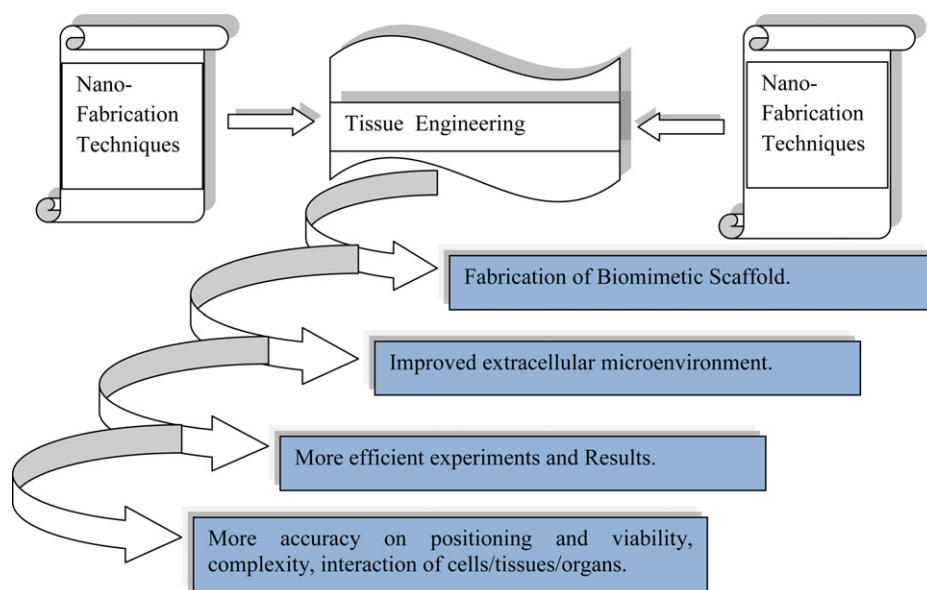 Nano-
Fabrication
Techniques
Tissue Engineering
Nano-
Fabrication
Techniques
Fabrication of Biomimetic Scaffold.
Improved extracellular microenvironment.
More efficient experiments and Results.
More accuracy on positioning and viability,
complexity, interaction of cells/tissues/organs.